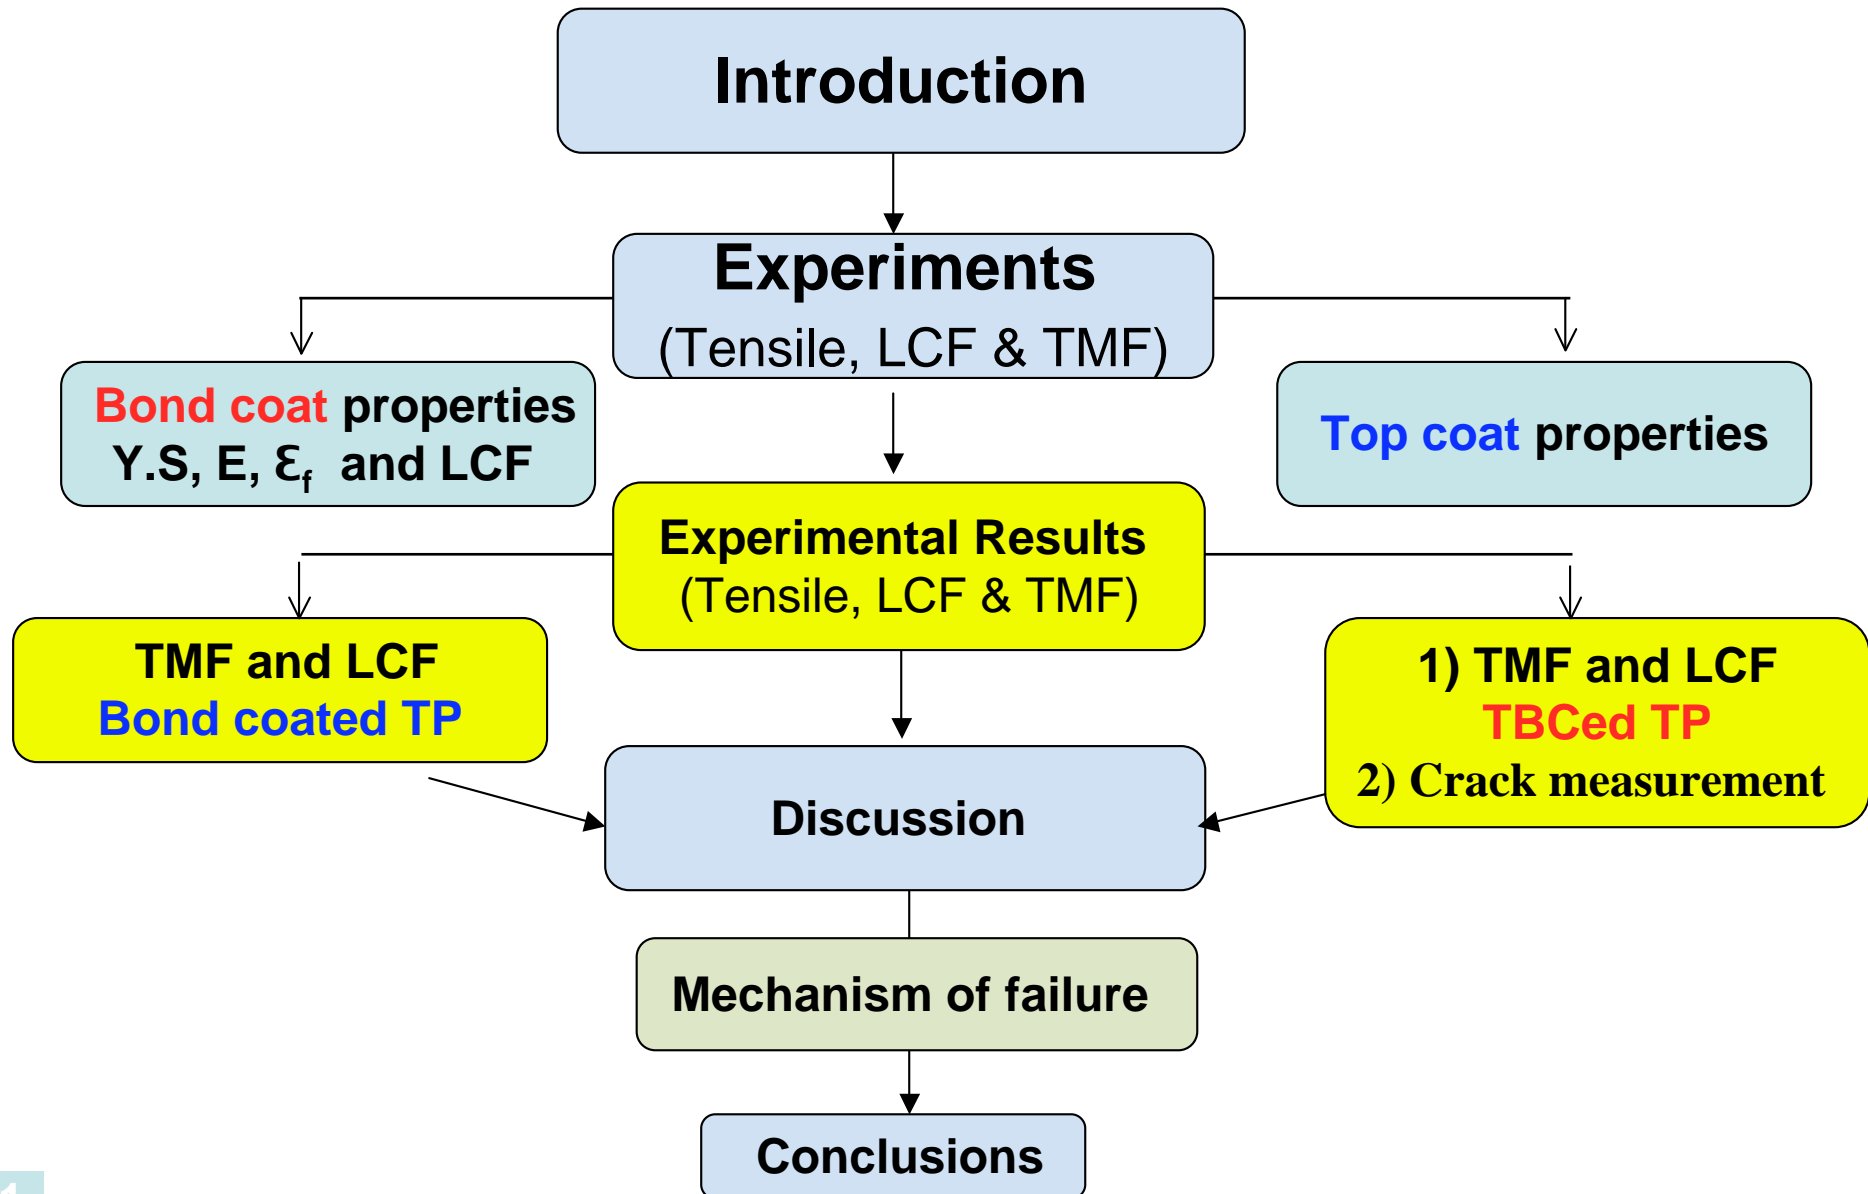 Introduction
Experiments
(Tensile, LCF & TMF)
Bond coat properties
Y.S, E, Ɛf and LCF
Top coat properties
Experimental Results
(Tensile, LCF & TMF)
TMF and LCF
Bond coated TP
1) TMF and LCF
TBCed TP
2) Crack measurement
Discussion
Mechanism of failure
Conclusions